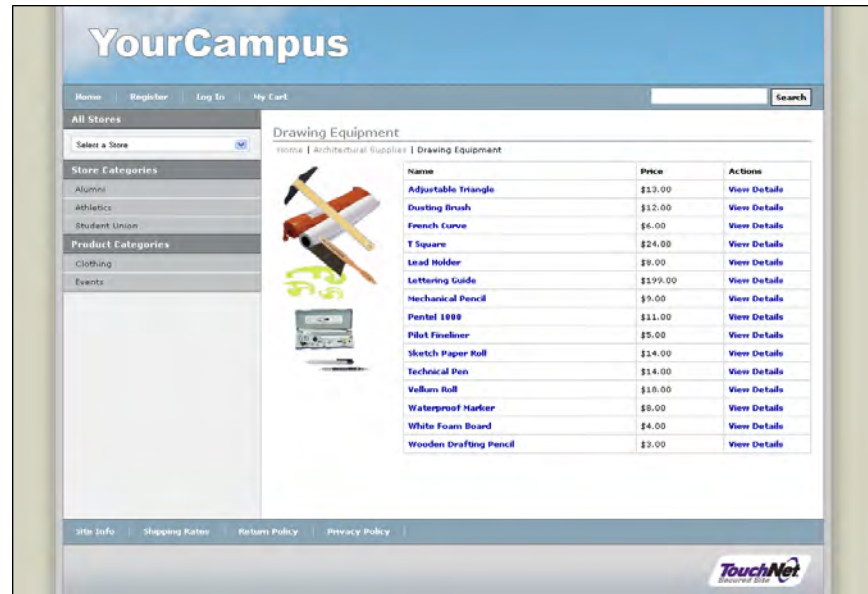 YourCampus
Home Register Log In My Cart Search
All Stores
Select a Store
Drawing Equipment
Home | Architectural Supplies | Drawing Equipment
Store Categories
Alumni
Athletics
Student Union
Product Categories
Clothing
Events
Name Price Actions
Adjustable Triangle $13.00 View Details
Dusting Brush $12.00 View Details
French Curve $6.00 View Details
T Square $24.00 View Details
Lead Holder $8.00 View Details
Lettering Guide $199.00 View Details
Mechanical Pencil $9.00 View Details
Pentel 1000 $11.00 View Details
Pilot Fineliner $5.00 View Details
Sketch Paper Roll $14.00 View Details
Technical Pen $14.00 View Details
Vellum Roll $18.00 View Details
Waterproof Marker $8.00 View Details
White Foam Board $4.00 View Details
Wooden Drafting Pencil $3.00 View Details
Site Info Shipping Rates Return Policy Privacy Policy
TouchNet
Secured Site